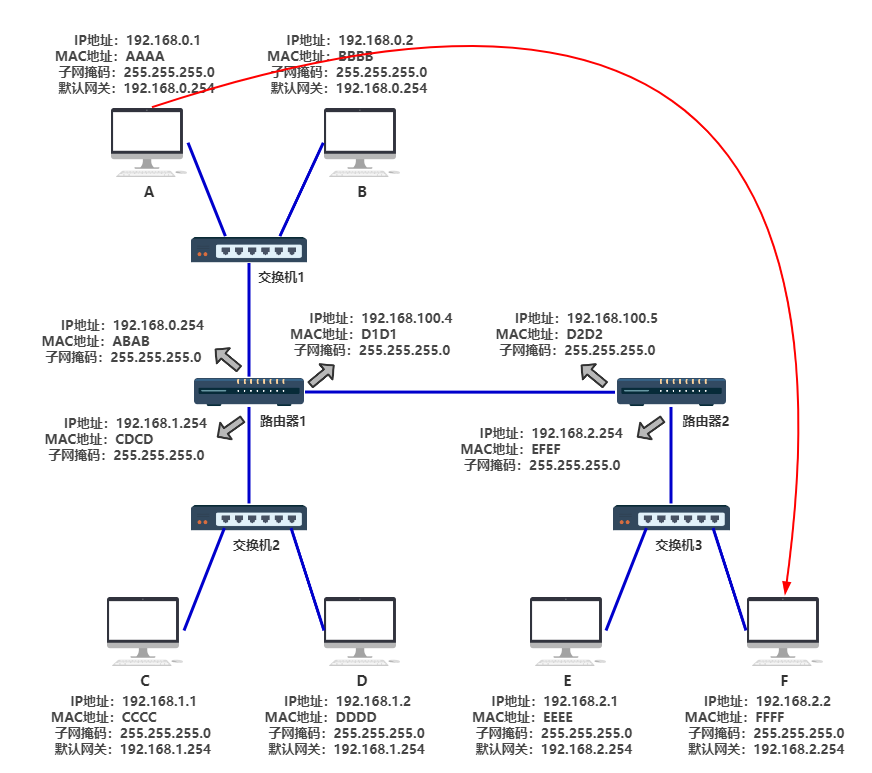 IP地址：192.168.0.1
MAC地址：AAAA
子网掩码：255.255.255.0
默认网关：192.168.0.254
A
IP地址：192.168.0.2
MAC地址：BBBB
子网掩码：255.255.255.0
默认网关：192.168.0.254
B
交换机1
IP地址：192.168.0.254
MAC地址：ABAB
子网掩码：255.255.255.0
IP地址：192.168.100.4
MAC地址：D1D1
子网掩码：255.255.255.0
IP地址：192.168.100.5
MAC地址：D2D2
子网掩码：255.255.255.0
路由器1
路由器2
IP地址：192.168.1.254
MAC地址：CDCD
子网掩码：255.255.255.0
IP地址：192.168.2.254
MAC地址：EFEF
子网掩码：255.255.255.0
交换机2
交换机3
C
IP地址：192.168.1.1
MAC地址：CCCC
子网掩码：255.255.255.0
默认网关：192.168.1.254
D
IP地址：192.168.1.2
MAC地址：DDDD
子网掩码：255.255.255.0
默认网关：192.168.1.254
E
IP地址：192.168.2.1
MAC地址：EEEE
子网掩码：255.255.255.0
默认网关：192.168.2.254
F
IP地址：192.168.2.2
MAC地址：FFFF
子网掩码：255.255.255.0
默认网关：192.168.2.254